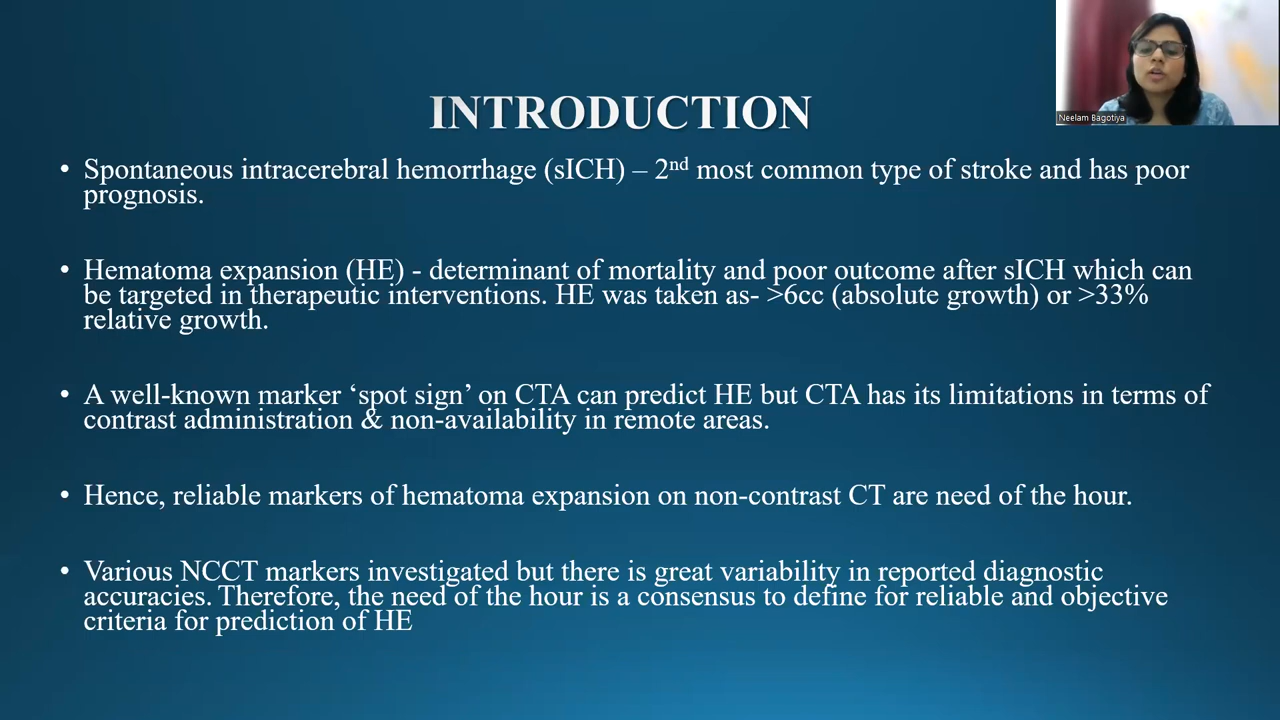 Neelam Bagotiya
INTRODUCTION
• Spontaneous intracerebral hemorrhage (sICH) – 2nd most common type of stroke and has poor
prognosis.
• Hematoma expansion (HE) - determinant of mortality and poor outcome after sICH which can
be targeted in therapeutic interventions. HE was taken as- >6cc (absolute growth) or >33%
relative growth.
• A well-known marker ‘spot sign’ on CTA can predict HE but CTA has its limitations in terms of
contrast administration & non-availability in remote areas.
• Hence, reliable markers of hematoma expansion on non-contrast CT are need of the hour.
• Various NCCT markers investigated but there is great variability in reported diagnostic
accuracies. Therefore, the need of the hour is a consensus to define for reliable and objective
criteria for prediction of HE